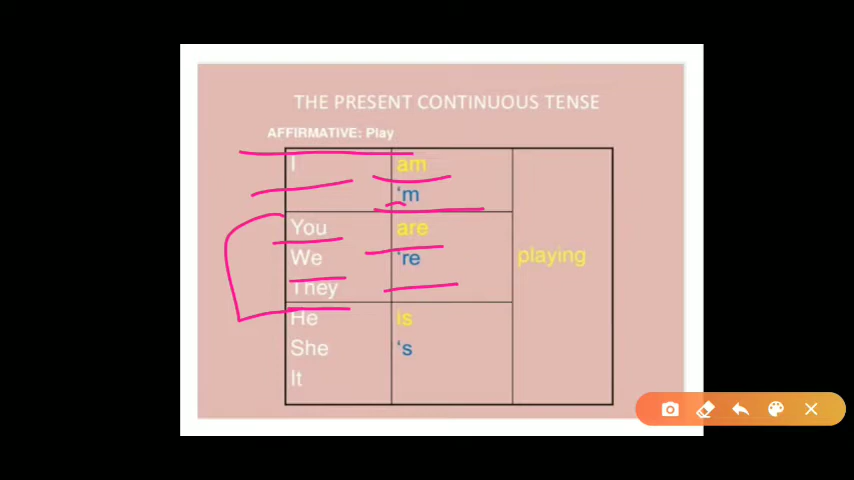 THE PRESENT CONTINUOUS TENSE
AFFIRMATIVE: Play
I am
'm
You are
We 're playing
They
He is
She 's
It